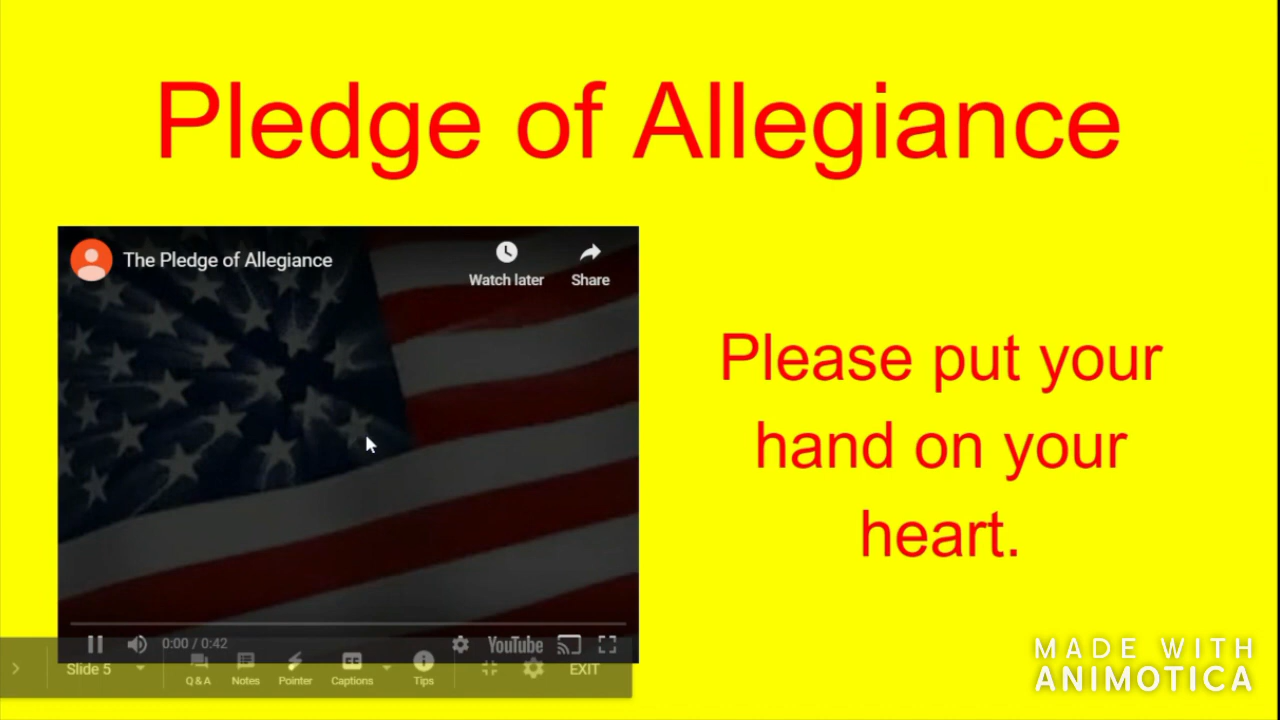 Pledge of Allegiance
The Pledge of Allegiance
Watch later
Share
Please put your
hand on your
heart.
0:00 / 0:42
YouTube
Slide 5
Q&A
Notes
Pointer
Captions
Tips
EXIT
MADE WITH
ANIMOTICA